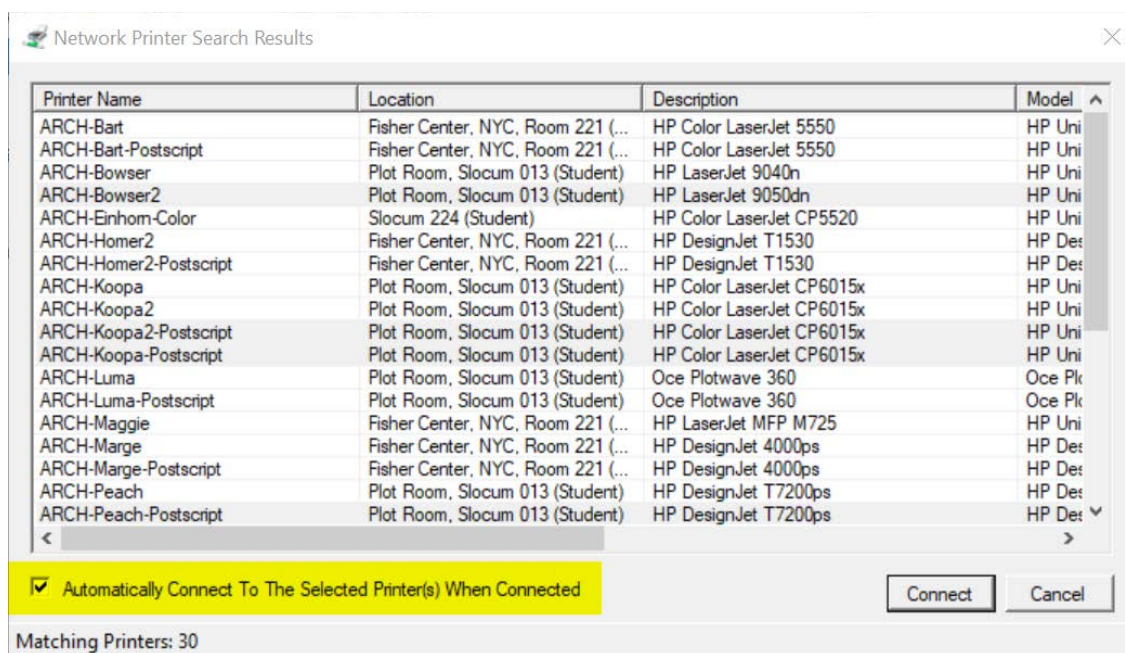 Network Printer Search Results
Printer Name Location Description Model
ARCH-Bart Fisher Center, NYC, Room 221 (... HP Color LaserJet 5550 HP Uni
ARCH-Bart-Postscript Fisher Center, NYC, Room 221 (... HP Color LaserJet 5550 HP Uni
ARCH-Bowser Plot Room, Slocum 013 (Student) HP LaserJet 9040n HP Uni
ARCH-Bowser2 Plot Room, Slocum 013 (Student) HP LaserJet 9050dn HP Uni
ARCH-Einhorn-Color Slocum 224 (Student) HP Color LaserJet CP5520 HP Uni
ARCH-Homer2 Fisher Center, NYC, Room 221 (... HP DesignJet T1530 HP Des
ARCH-Homer2-Postscript Fisher Center, NYC, Room 221 (... HP DesignJet T1530 HP Des
ARCH-Koopa Plot Room, Slocum 013 (Student) HP Color LaserJet CP6015x HP Uni
ARCH-Koopa2 Plot Room, Slocum 013 (Student) HP Color LaserJet CP6015x HP Uni
ARCH-Koopa2-Postscript Plot Room, Slocum 013 (Student) HP Color LaserJet CP6015x HP Uni
ARCH-Koopa-Postscript Plot Room, Slocum 013 (Student) HP Color LaserJet CP6015x HP Uni
ARCH-Luma Plot Room, Slocum 013 (Student) Oce Plotwave 360 Oce Plo
ARCH-Luma-Postscript Plot Room, Slocum 013 (Student) Oce Plotwave 360 Oce Plo
ARCH-Maggie Fisher Center, NYC, Room 221 (... HP LaserJet MFP M725 HP Uni
ARCH-Marge Fisher Center, NYC, Room 221 (... HP DesignJet 4000ps HP Des
ARCH-Marge-Postscript Fisher Center, NYC, Room 221 (... HP DesignJet 4000ps HP Des
ARCH-Peach Plot Room, Slocum 013 (Student) HP DesignJet T7200ps HP Des
ARCH-Peach-Postscript Plot Room, Slocum 013 (Student) HP DesignJet T7200ps HP Des
Automatically Connect To The Selected Printer(s) When Connected
Connect Cancel
Matching Printers: 30